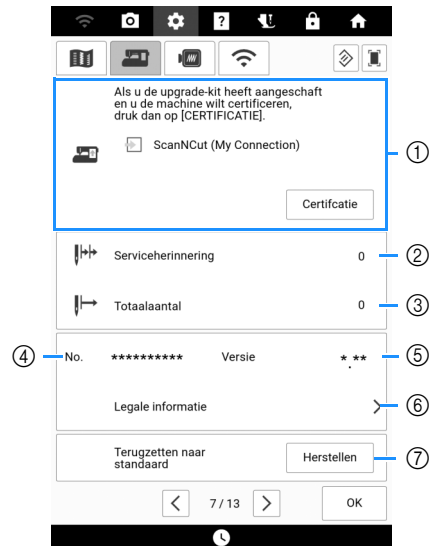 ?
Als u de upgrade-kit heeft aangeschaft
en u de machine wilt certificeren,
druk dan op [CERTIFICATIE].
ScanNCut (My Connection)
①
Certifcatie
Serviceherinnering 0 ②
Totaalaantal 0 ③
④ No. ********** Versie *.** ⑤
Legale informatie ⑥
Terugzetten naar
standaard
Herstellen ⑦
7 / 13
OK